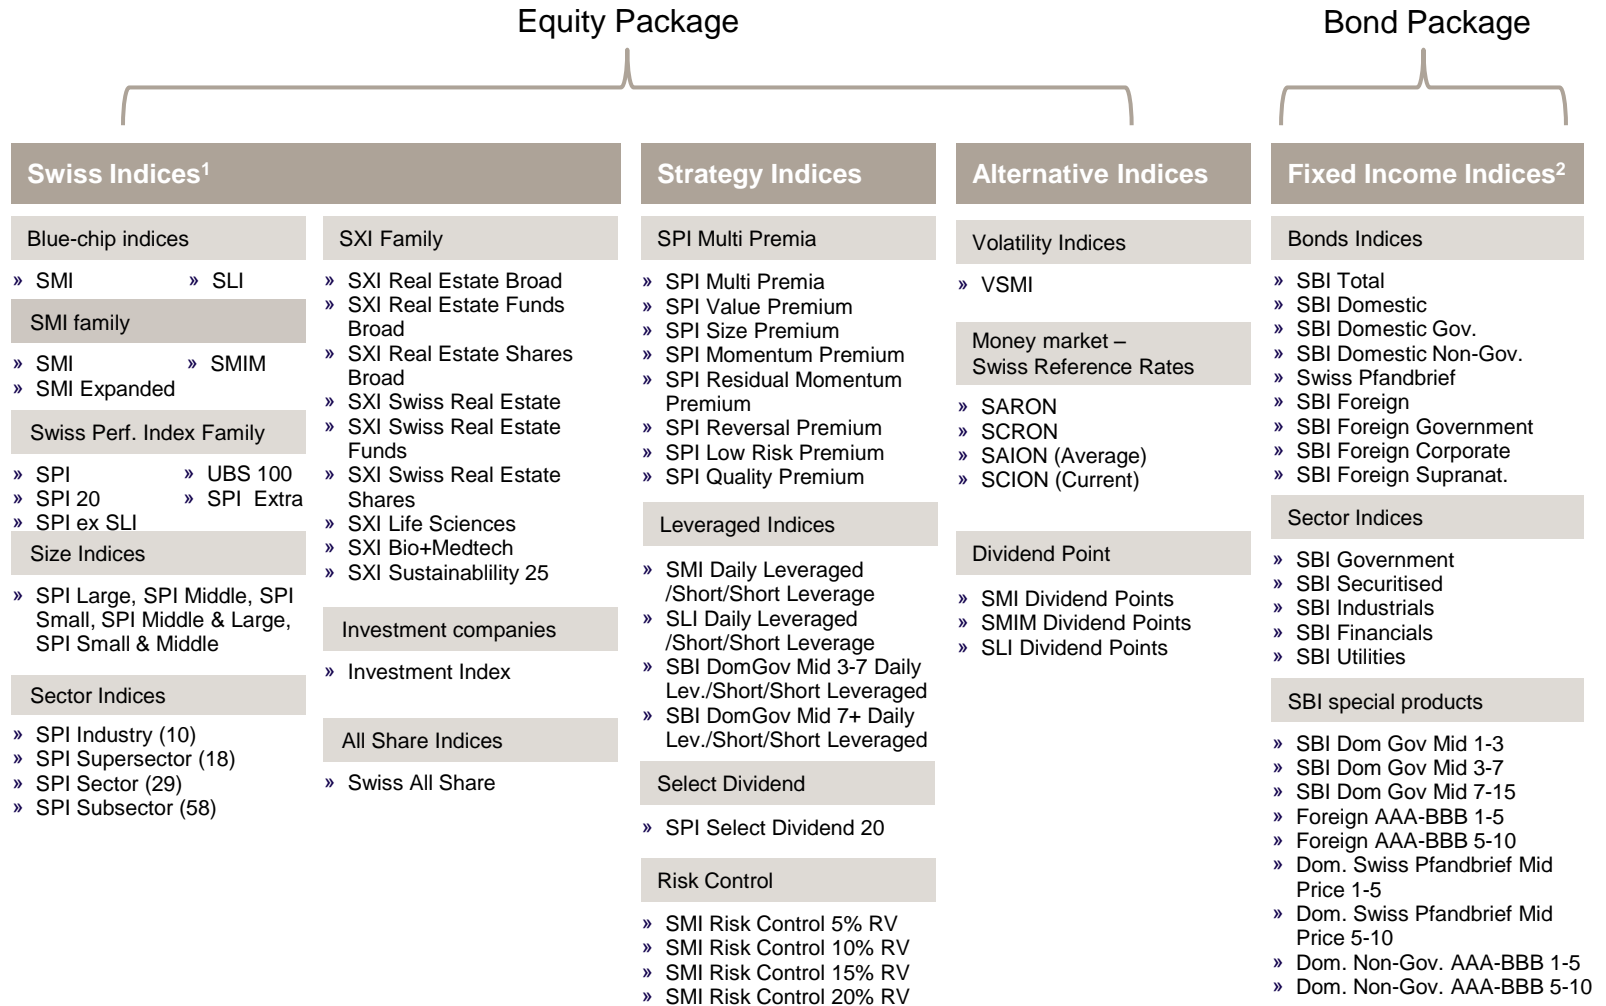 Equity Package
Bond Package
Swiss Indices1
Blue-chip indices
» SMI
» SLI
SMI family
» SMI
» SMIM
» SMI Expanded
Swiss Perf. Index Family
» SPI
» UBS 100
» SPI 20
» SPI Extra
» SPI ex SLI
Size Indices
» SPI Large, SPI Middle, SPI
Small, SPI Middle & Large,
SPI Small & Middle
Sector Indices
» SPI Industry (10)
» SPI Supersector (18)
» SPI Sector (29)
» SPI Subsector (58)
SXI Family
» SXI Real Estate Broad
» SXI Real Estate Funds
Broad
» SXI Real Estate Shares
Broad
» SXI Swiss Real Estate
» SXI Swiss Real Estate
Funds
» SXI Swiss Real Estate
Shares
» SXI Life Sciences
» SXI Bio+Medtech
» SXI Sustainablility 25
Investment companies
» Investment Index
All Share Indices
» Swiss All Share
Strategy Indices
SPI Multi Premia
» SPI Multi Premia
» SPI Value Premium
» SPI Size Premium
» SPI Momentum Premium
» SPI Residual Momentum
Premium
» SPI Reversal Premium
» SPI Low Risk Premium
» SPI Quality Premium
Leveraged Indices
» SMI Daily Leveraged
/Short/Short Leverage
» SLI Daily Leveraged
/Short/Short Leverage
» SBI DomGov Mid 3-7 Daily
Lev./Short/Short Leveraged
» SBI DomGov Mid 7+ Daily
Lev./Short/Short Leveraged
Select Dividend
» SPI Select Dividend 20
Risk Control
» SMI Risk Control 5% RV
» SMI Risk Control 10% RV
» SMI Risk Control 15% RV
» SMI Risk Control 20% RV
Alternative Indices
Volatility Indices
» VSMI
Money market –
Swiss Reference Rates
» SARON
» SCRON
» SAION (Average)
» SCION (Current)
Dividend Point
» SMI Dividend Points
» SMIM Dividend Points
» SLI Dividend Points
Fixed Income Indices2
Bonds Indices
» SBI Total
» SBI Domestic
» SBI Domestic Gov.
» SBI Domestic Non-Gov.
» Swiss Pfandbrief
» SBI Foreign
» SBI Foreign Government
» SBI Foreign Corporate
» SBI Foreign Supranat.
Sector Indices
» SBI Government
» SBI Securitised
» SBI Industrials
» SBI Financials
» SBI Utilities
SBI special products
» SBI Dom Gov Mid 1-3
» SBI Dom Gov Mid 3-7
» SBI Dom Gov Mid 7-15
» Foreign AAA-BBB 1-5
» Foreign AAA-BBB 5-10
» Dom. Swiss Pfandbrief Mid
Price 1-5
» Dom. Swiss Pfandbrief Mid
Price 5-10
» Dom. Non-Gov. AAA-BBB 1-5
» Dom. Non-Gov. AAA-BBB 5-10